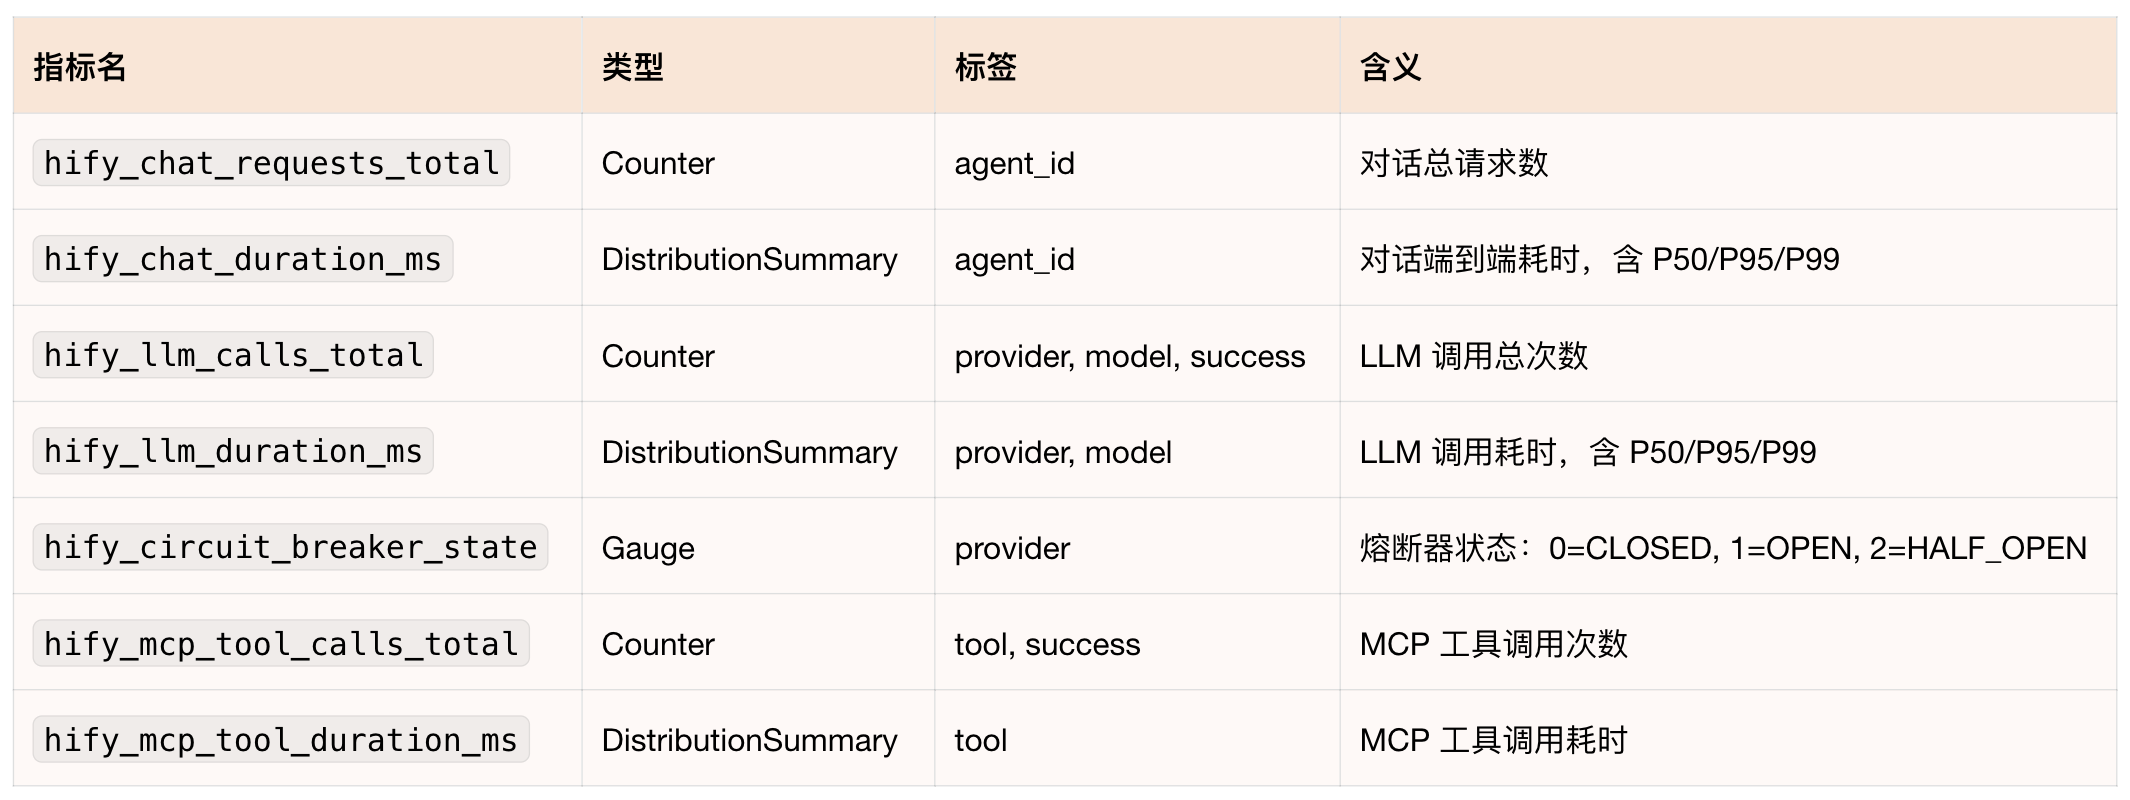 指标名 类型 标签 含义
hify_chat_requests_total Counter agent_id 对话总请求数
hify_chat_duration_ms DistributionSummary agent_id 对话端到端耗时，含 P50/P95/P99
hify_llm_calls_total Counter provider, model, success LLM 调用总次数
hify_llm_duration_ms DistributionSummary provider, model LLM 调用耗时，含 P50/P95/P99
hify_circuit_breaker_state Gauge provider 熔断器状态：0=CLOSED, 1=OPEN, 2=HALF_OPEN
hify_mcp_tool_calls_total Counter tool, success MCP 工具调用次数
hify_mcp_tool_duration_ms DistributionSummary tool MCP 工具调用耗时